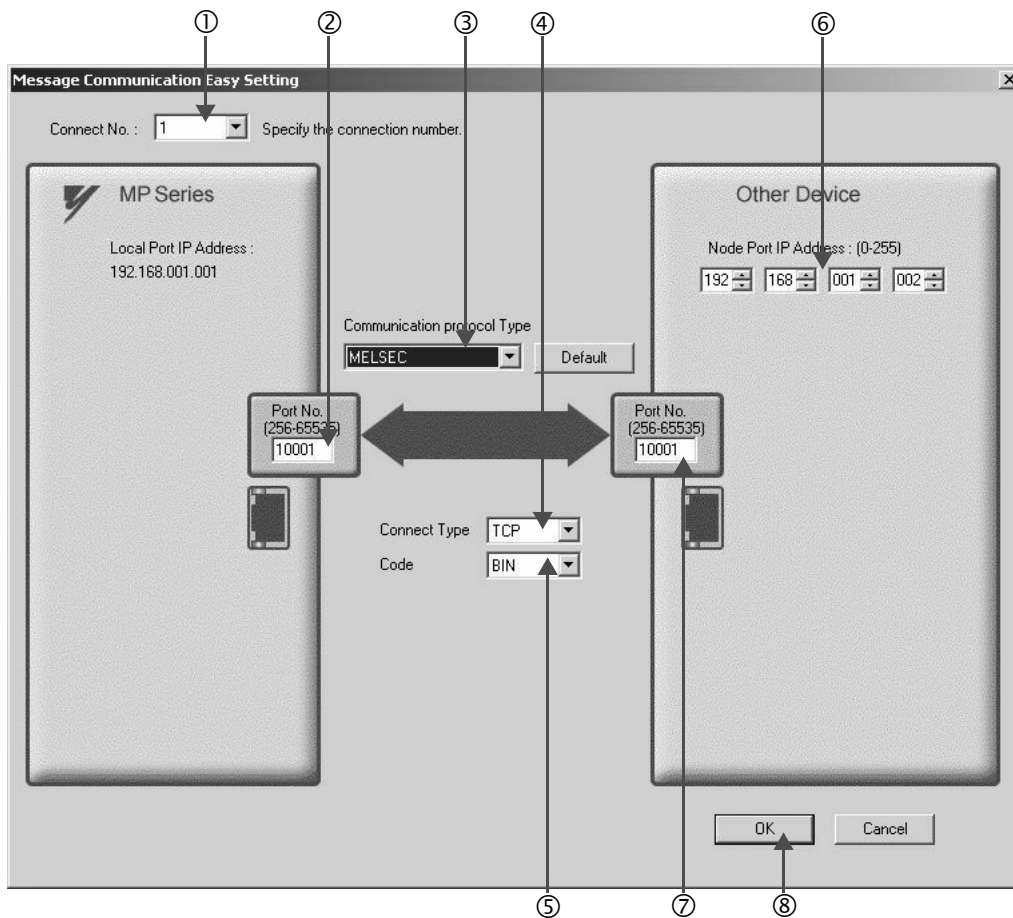 ① ② ③ ④ ⑥
Message Communication Easy Setting
Connect No. : 1 Specify the connection number.
MP Series
Local Port IP Address :
192.168.001.001
Other Device
Node Port IP Address : (0-255)
192 168 001 002
Communication protocol Type
MELSEC Default
Port No.
(256-65535)
10001
Port No.
(256-65535)
10001
Connect Type TCP
Code BIN
OK Cancel
⑤ ⑦ ⑧